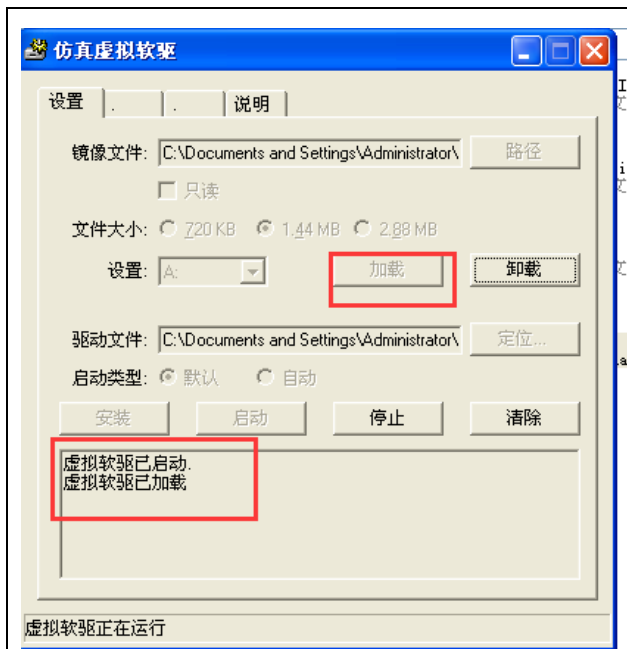 仿真虚拟软驱
设置 . . 说明
镜像文件: C:\Documents and Settings\Administrator\ 路径
只读
文件大小: 720 KB 1.44 MB 2.88 MB
设置: A: 加载 卸载
驱动文件: C:\Documents and Settings\Administrator\ 定位...
启动类型: 默认 自动
安装 启动 停止 清除
虚拟软驱已启动.
虚拟软驱已加载
虚拟软驱正在运行